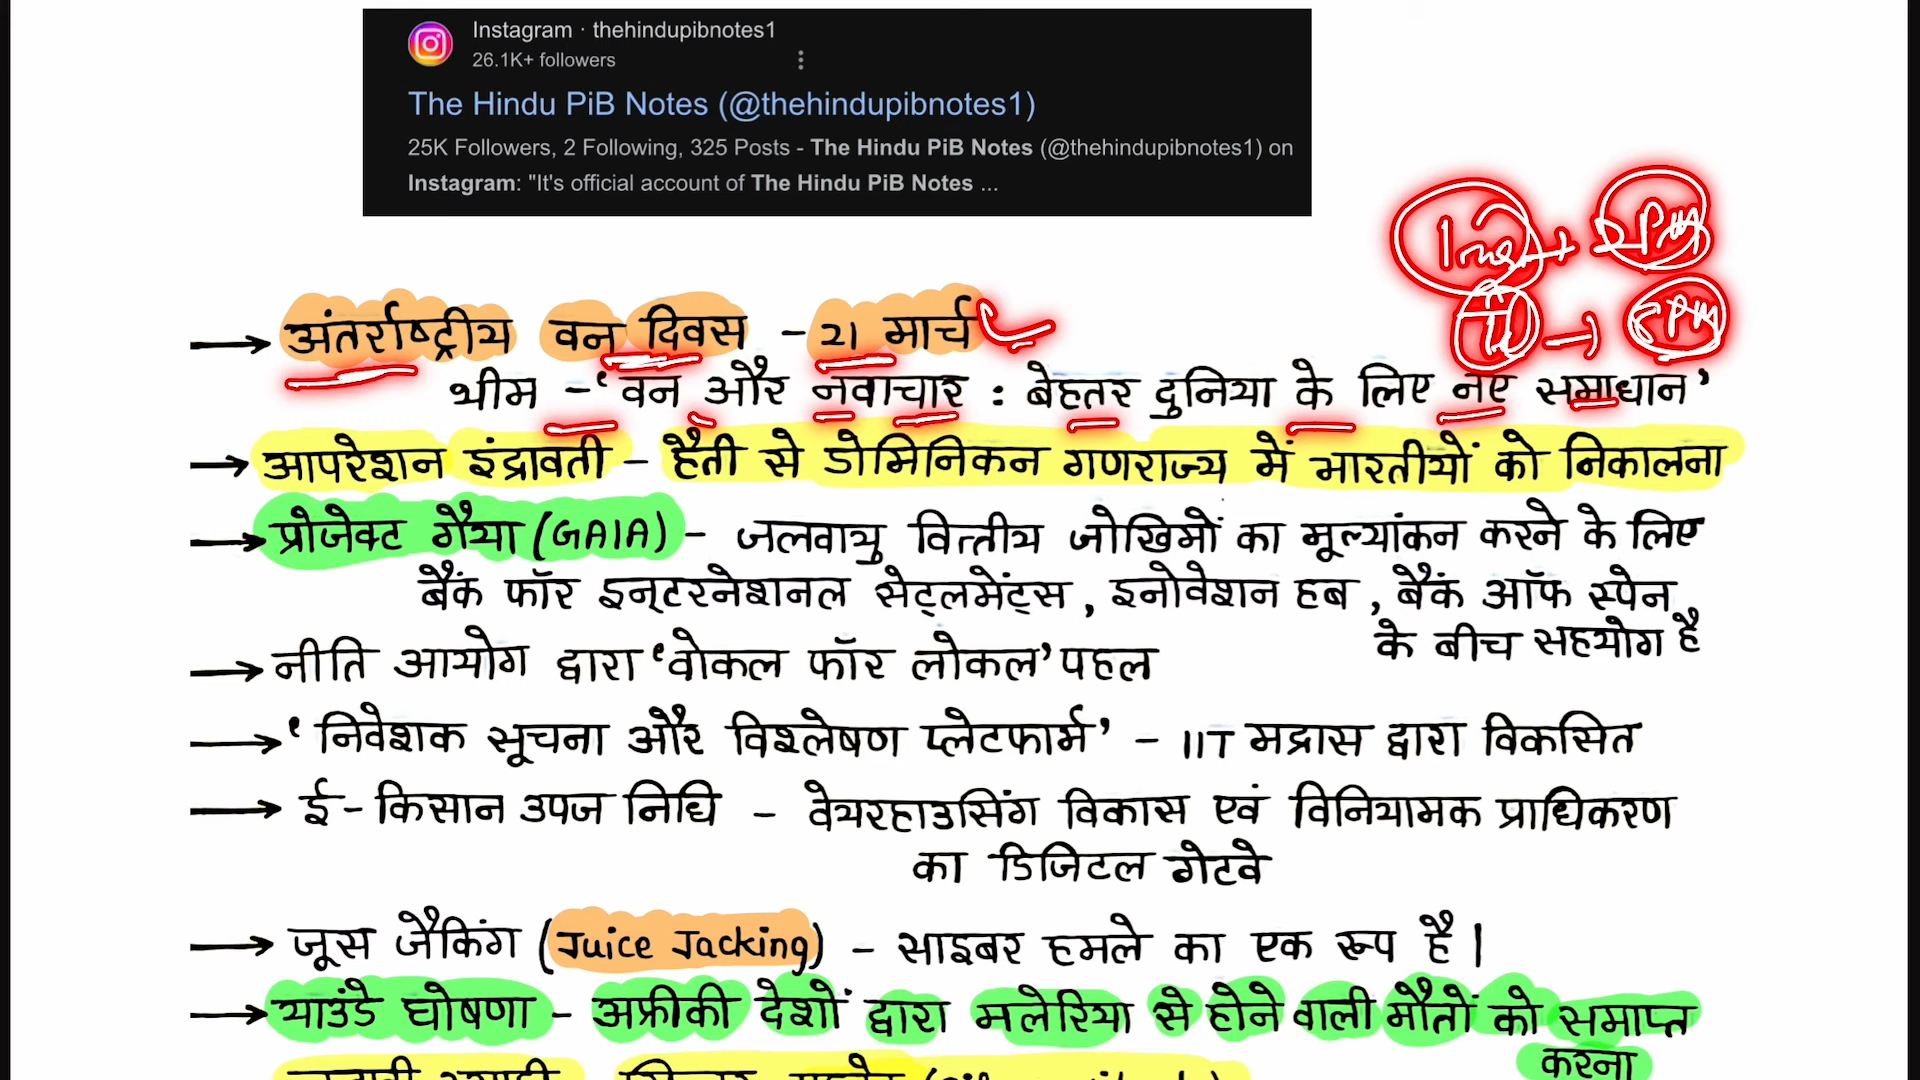 Instagram · thehindupibnotes1
26.1K+ followers
The Hindu PiB Notes (@thehindupibnotes1)
25K Followers, 2 Following, 325 Posts - The Hindu PiB Notes (@thehindupibnotes1) on
Instagram: "It's official account of The Hindu PiB Notes ...
→ अंतर्राष्ट्रीय वन दिवस - 21 मार्च
थीम - 'वन और नवाचार : बेहतर दुनिया के लिए नए समाधान'
→ आपरेशन इंद्रावती - हैती से डोमिनिकन गणराज्य में भारतीयों को निकालना
→ प्रोजेक्ट गैया (GAIA) - जलवायु वित्तीय जोखिमों का मूल्यांकन करने के लिए
बैंक फॉर इन्टरनेशनल सेट्लमेंट्स, इनोवेशन हब, बैंक ऑफ स्पेन
के बीच सहयोग है
→ नीति आयोग द्वारा 'वोकल फॉर लोकल' पहल
→ 'निवेशक सूचना और विश्लेषण प्लेटफार्म' - IIT मद्रास द्वारा विकसित
→ ई-किसान उपज निधि - वेयरहाउसिंग विकास एवं विनियामक प्राधिकरण
का डिजिटल गेटवे
→ जूस जैकिंग (Juice Jacking) - साइबर हमले का एक रूप है |
→ याउंडे घोषणा - अफ्रीकी देशों द्वारा मलेरिया से होने वाली मौतों को समाप्त
करना